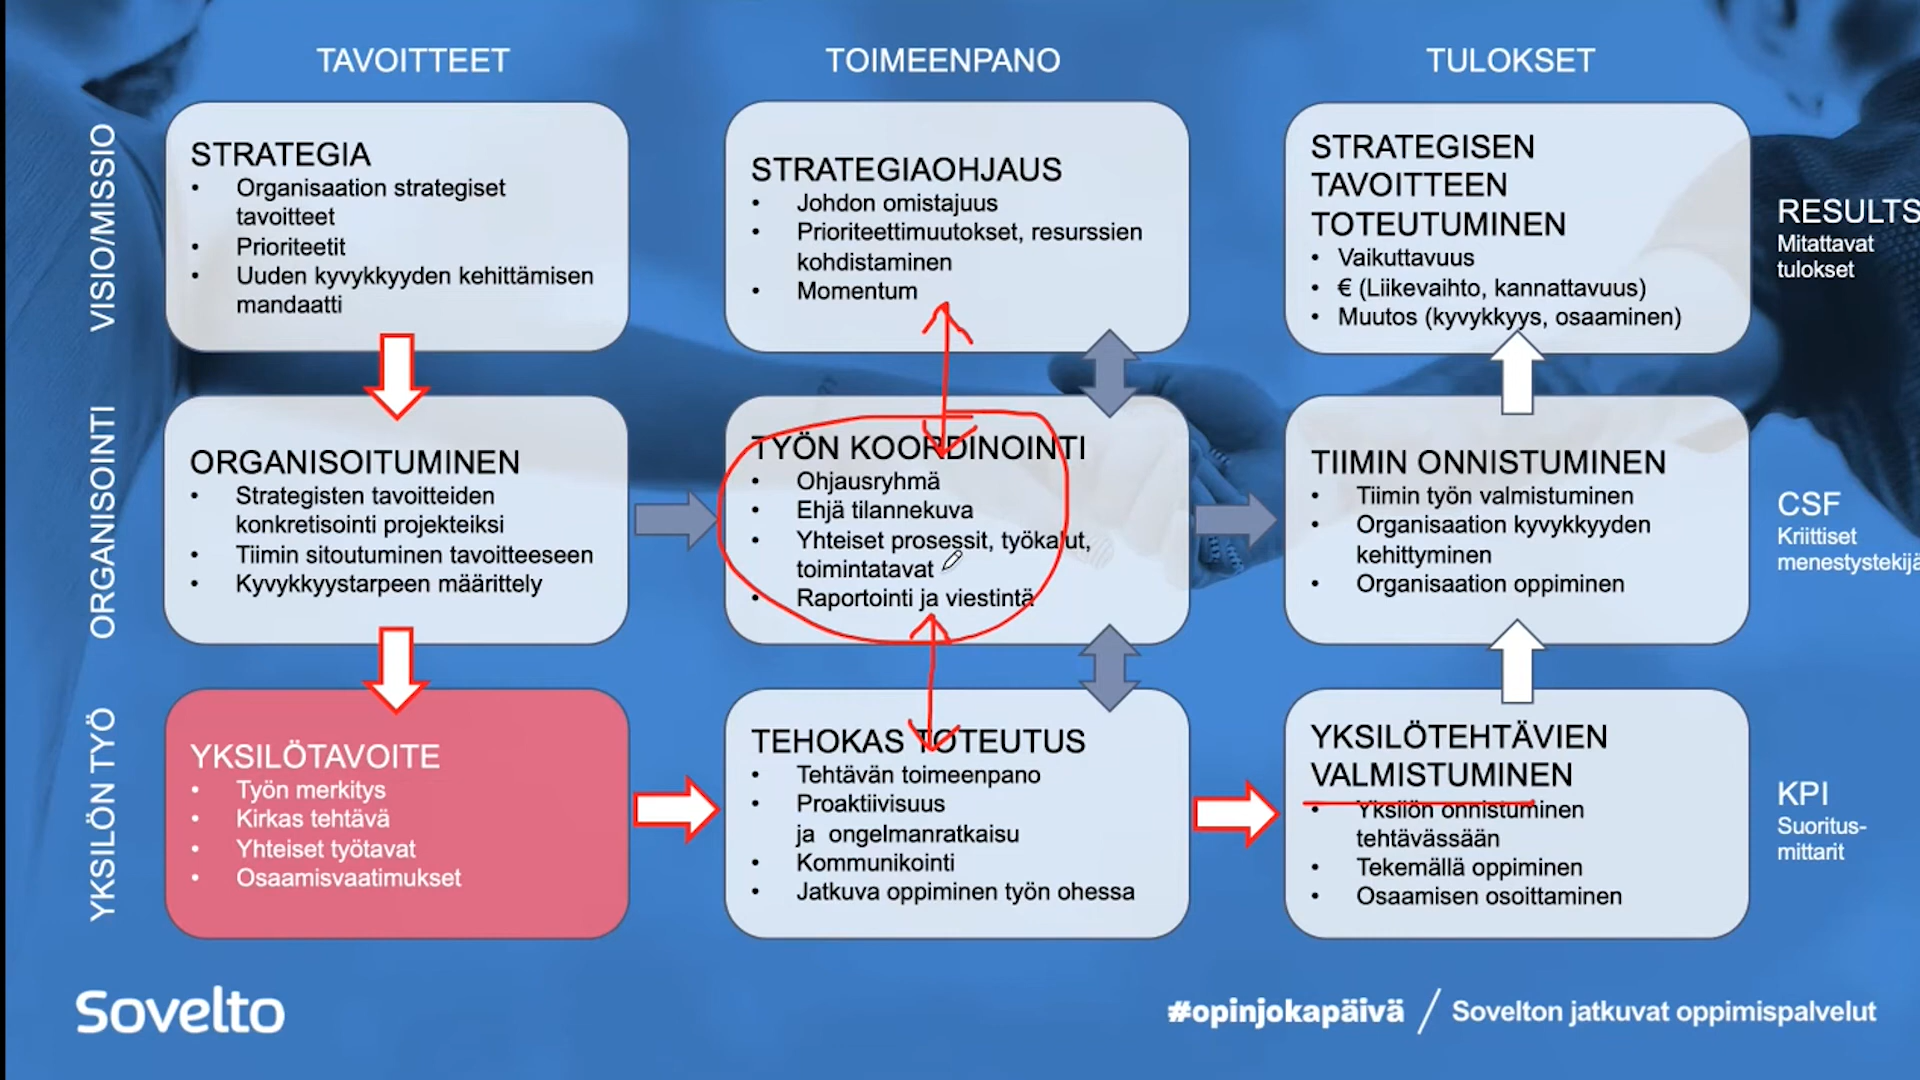 TAVOITTEET
TOIMEENPANO
TULOKSET
VISIO/MISSIO
STRATEGIA
• Organisaation strategiset
tavoitteet
• Prioriteetit
• Uuden kyvykkyyden kehittämisen
mandaatti
STRATEGIAOHJAUS
• Johdon omistajuus
• Prioriteettimuutokset, resurssien
kohdistaminen
• Momentum
STRATEGISEN
TAVOITTEEN
TOTEUTUMINEN
• Vaikuttavuus
• € (Liikevaihto, kannattavuus)
• Muutos (kyvykkyys, osaaminen)
RESULTS
Mitattavat
tulokset
ORGANISOINTI
ORGANISOITUMINEN
• Strategisten tavoitteiden
konkretisointi projekteiksi
• Tiimin sitoutuminen tavoitteeseen
• Kyvykkyystarpeen määrittely
TYÖN KOORDINOINTI
• Ohjausryhmä
• Ehjä tilannekuva
• Yhteiset prosessit, työkalut,
toimintatavat
• Raportointi ja viestintä
TIIMIN ONNISTUMINEN
• Tiimin työn valmistuminen
• Organisaation kyvykkyyden
kehittyminen
• Organisaation oppiminen
CSF
Kriittiset
menestystekijä
YKSILÖN TYÖ
YKSILÖTAVOITE
• Työn merkitys
• Kirkas tehtävä
• Yhteiset työtavat
• Osaamisvaatimukset
TEHOKAS TOTEUTUS
• Tehtävän toimeenpano
• Proaktiivisuus
ja ongelmanratkaisu
• Kommunikointi
• Jatkuva oppiminen työn ohessa
YKSILÖTEHTÄVIEN
VALMISTUMINEN
• Yksilön onnistuminen
tehtävässään
• Tekemällä oppiminen
• Osaamisen osoittaminen
KPI
Suoritus-
mittarit
Sovelto
#opinjokapäivä / Sovelton jatkuvat oppimispalvelut